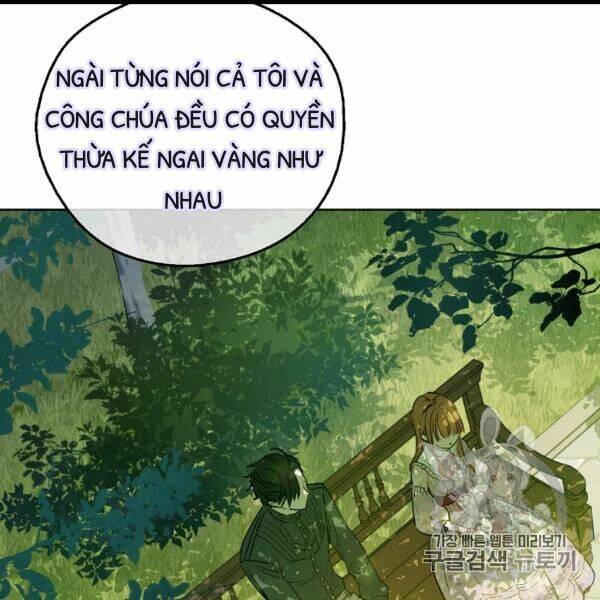 NGÀI TỪNG NÓI CẢ TÔI VÀ
CÔNG CHÚA ĐỀU CÓ QUYỀN
THỪA KẾ NGAI VÀNG NHƯ
NHAU
가장 빠른 웹툰 미리보기
구글검색 뉴토끼